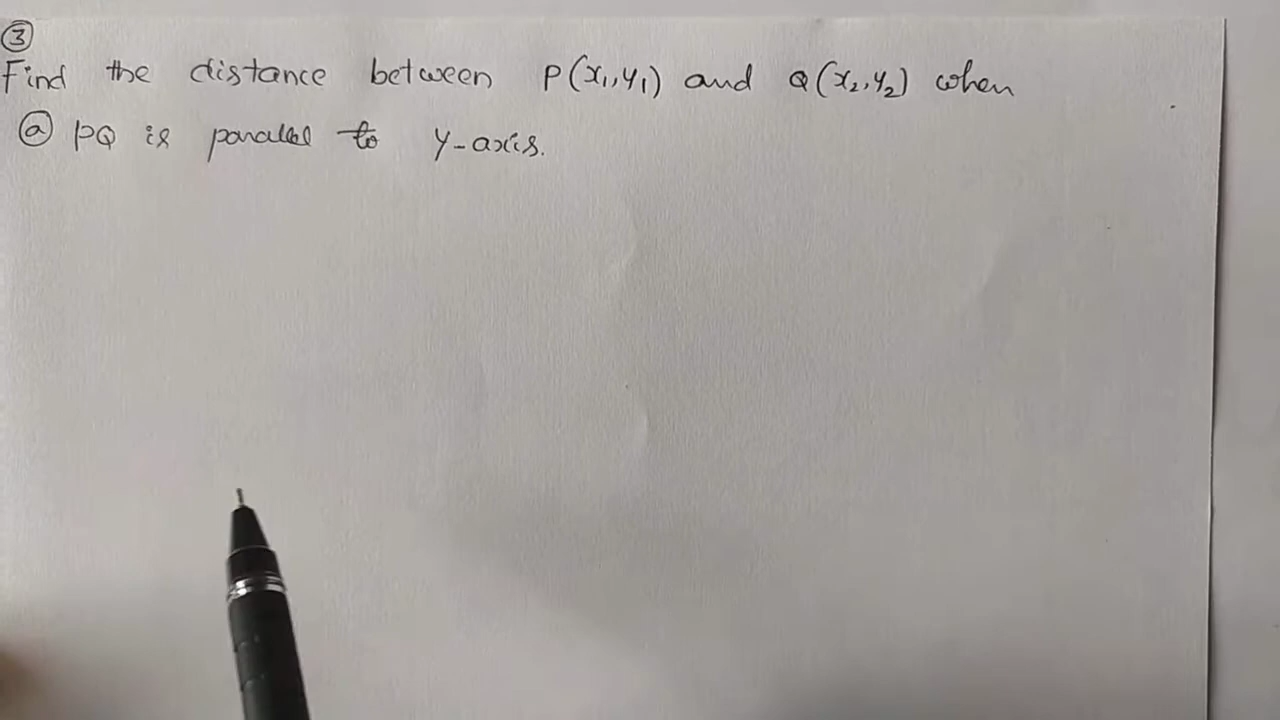 ③
Find the distance between P(x₁,y₁) and Q(x₂,y₂) when
ⓐ PQ is parallel to y-axis.